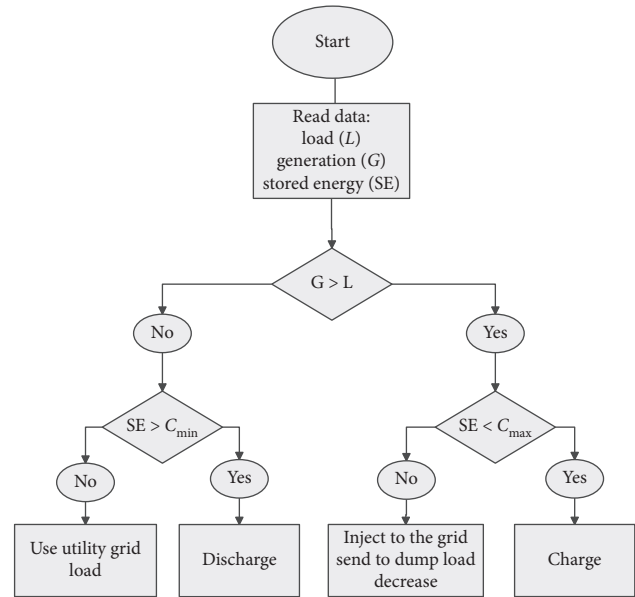 Start
Read data:
load (L)
generation (G)
stored energy (SE)
G > L
No
Yes
SE > Cmin
SE < Cmax
No
Yes
No
Yes
Use utility grid
load
Discharge
Inject to the grid
send to dump load
decrease
Charge